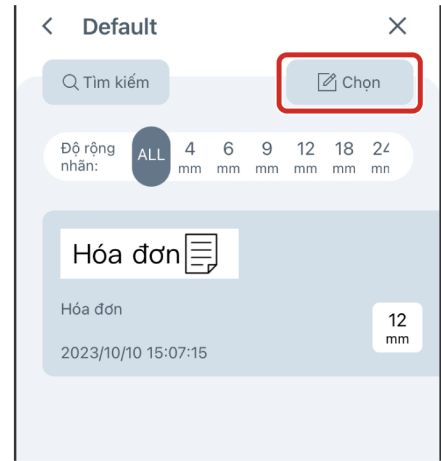 Default
Tìm kiếm
Chọn
Độ rộng nhãn:
ALL
4 mm
6 mm
9 mm
12 mm
18 mm
Hóa đơn
Hóa đơn
12 mm
2023/10/10 15:07:15